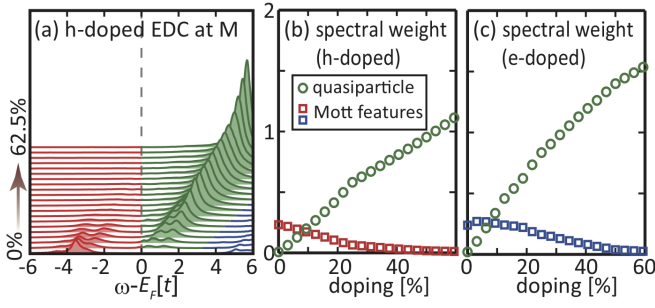 (a) h-doped EDC at M
0% 62.5%
-6 -4 -2 0 2 4 6
ω-E_F[t]
(b) spectral weight
(h-doped)
quasiparticle
Mott features
2
1
0
0 20 40
doping [%]
(c) spectral weight
(e-doped)
0 20 40 60
doping [%]